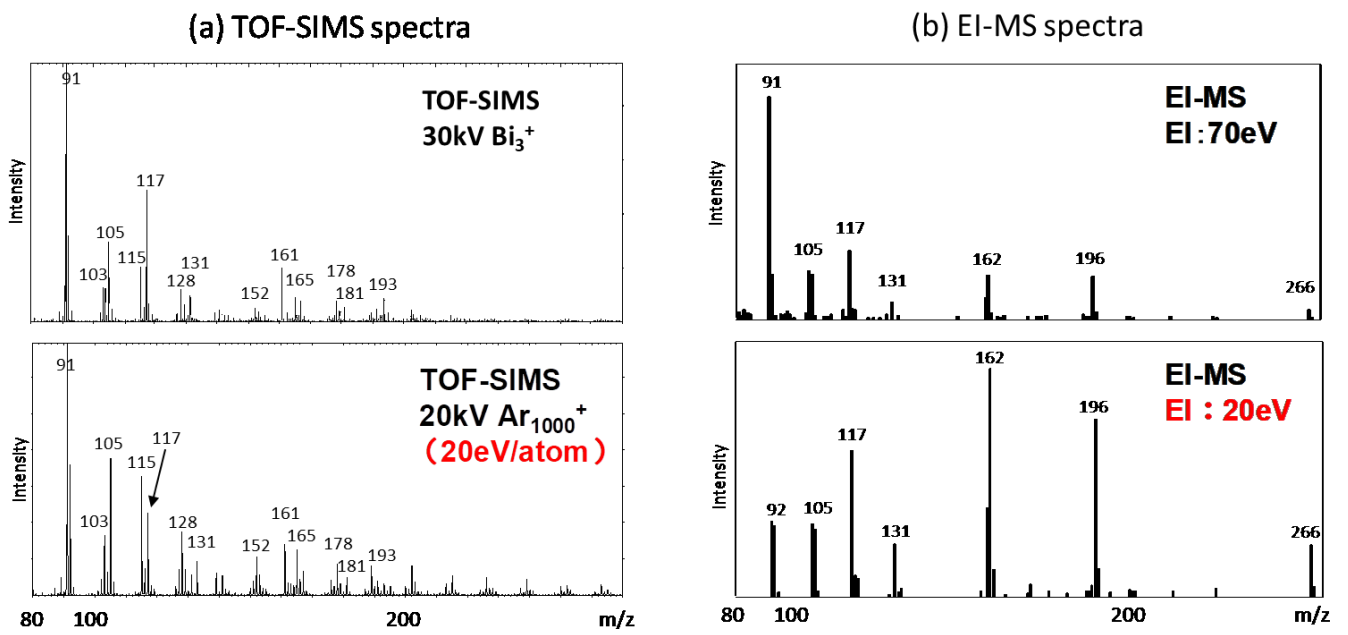 (a) TOF-SIMS spectra
(b) EI-MS spectra
91
TOF-SIMS
30kV Bi₃⁺
Intensity
117
105
103
115
128
131
152
161
165
178
181
193
91
TOF-SIMS
20kV Ar₁₀₀₀⁺
（20eV/atom）
Intensity
105
117
115
103
128
131
152
161
165
178
181
193
80
100
200
m/z
91
EI-MS
EI：70eV
Intensity
105
117
131
162
196
266
162
EI-MS
EI：20eV
Intensity
196
117
92
105
131
266
80
100
200
m/z